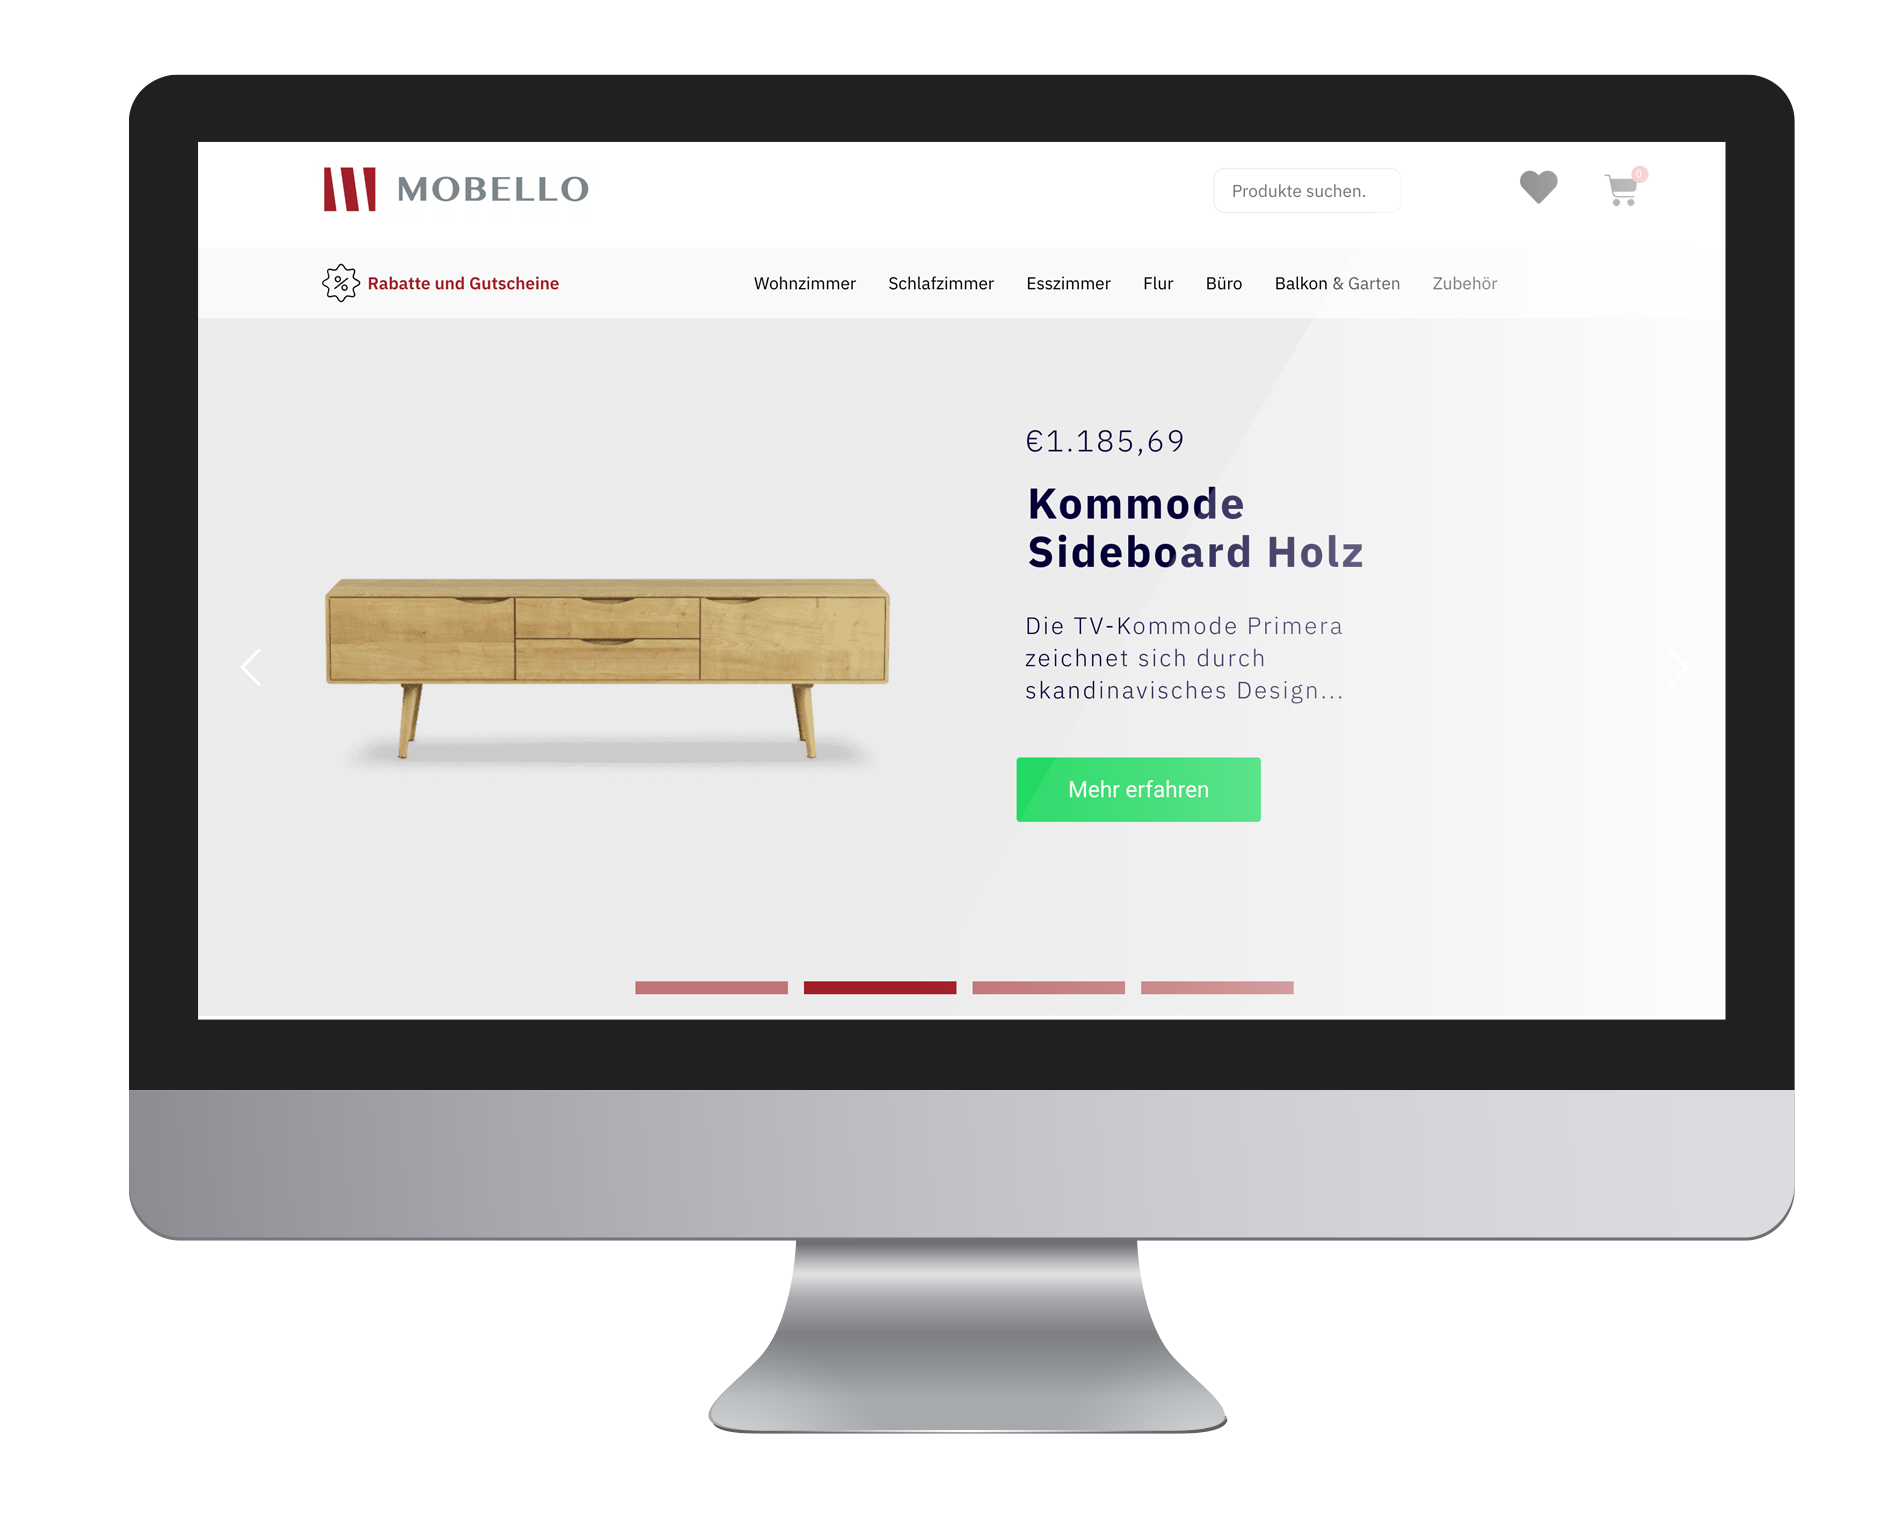 MOBELLO
Produkte suchen.
0
%
Rabatte und Gutscheine
Wohnzimmer Schlafzimmer Esszimmer Flur Büro Balkon & Garten Zubehör
€1.185,69
Kommode
Sideboard Holz
Die TV-Kommode Primera
zeichnet sich durch
skandinavisches Design...
Mehr erfahren